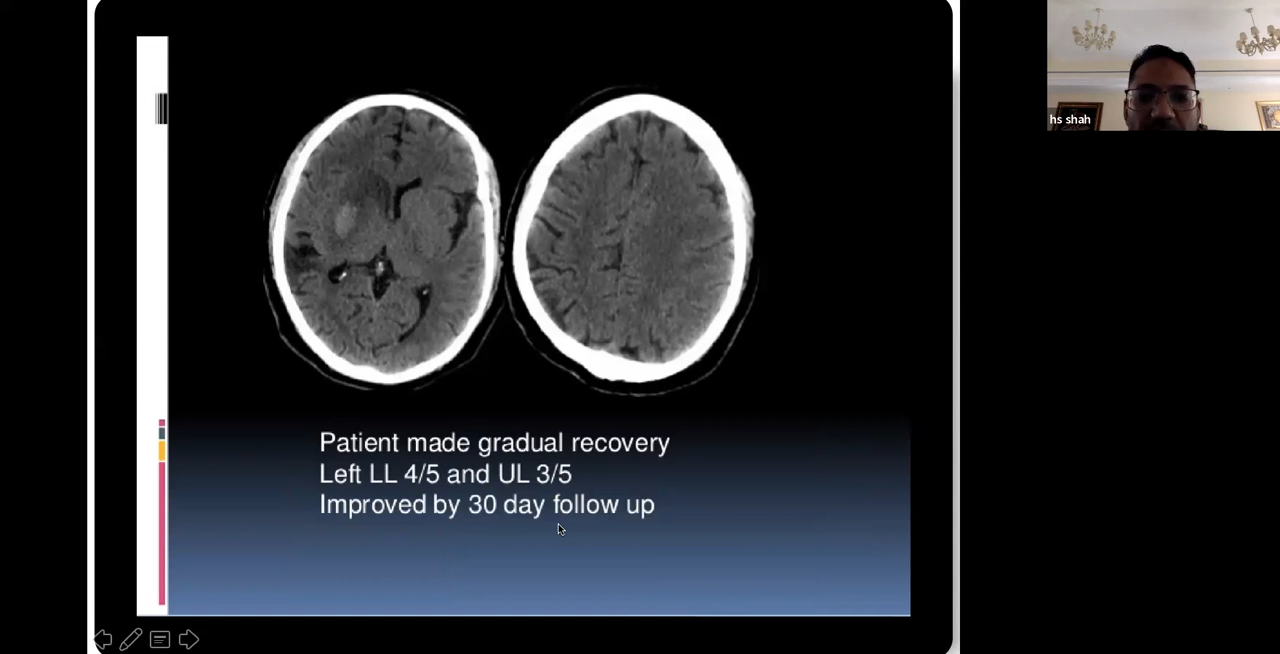 Patient made gradual recovery
Left LL 4/5 and UL 3/5
Improved by 30 day follow up
hs shah